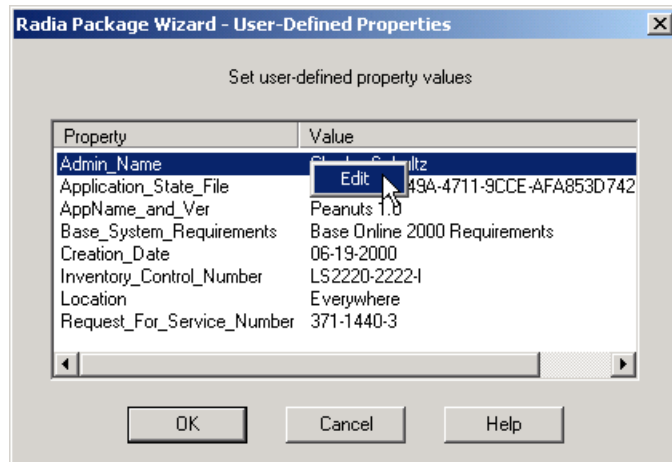 Radia Package Wizard - User-Defined Properties
Set user-defined property values
Property Value
Admin_Name
Edit
Application_State_File 49A-4711-9CCE-AFA853D742
AppName_and_Ver Peanuts 1.0
Base_System_Requirements Base Online 2000 Requirements
Creation_Date 06-19-2000
Inventory_Control_Number LS2220-2222-I
Location Everywhere
Request_For_Service_Number 371-1440-3
OK Cancel Help